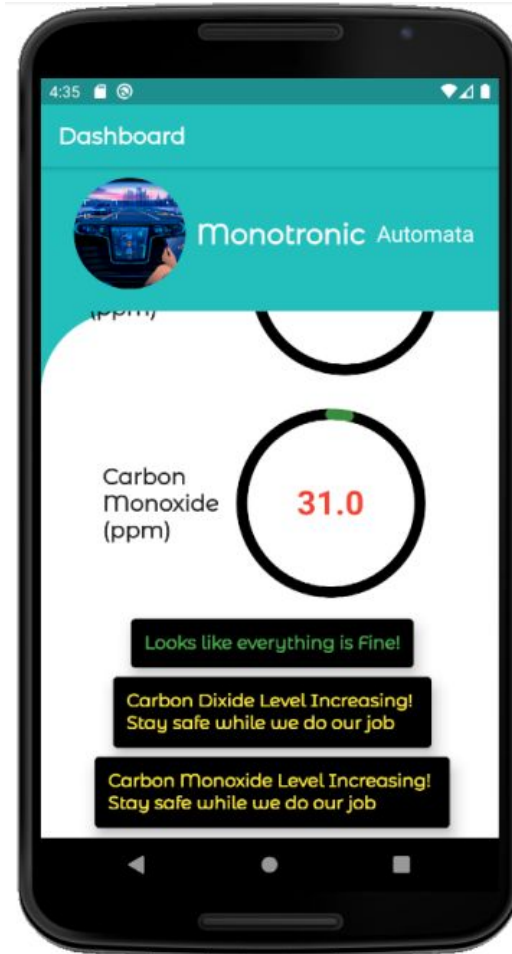 4:35
Dashboard
Monotronic Automata
(ppm)
Carbon
Monoxide
(ppm)
31.0
Looks like everything is Fine!
Carbon Dixide Level Increasing!
Stay safe while we do our job
Carbon Monoxide Level Increasing!
Stay safe while we do our job